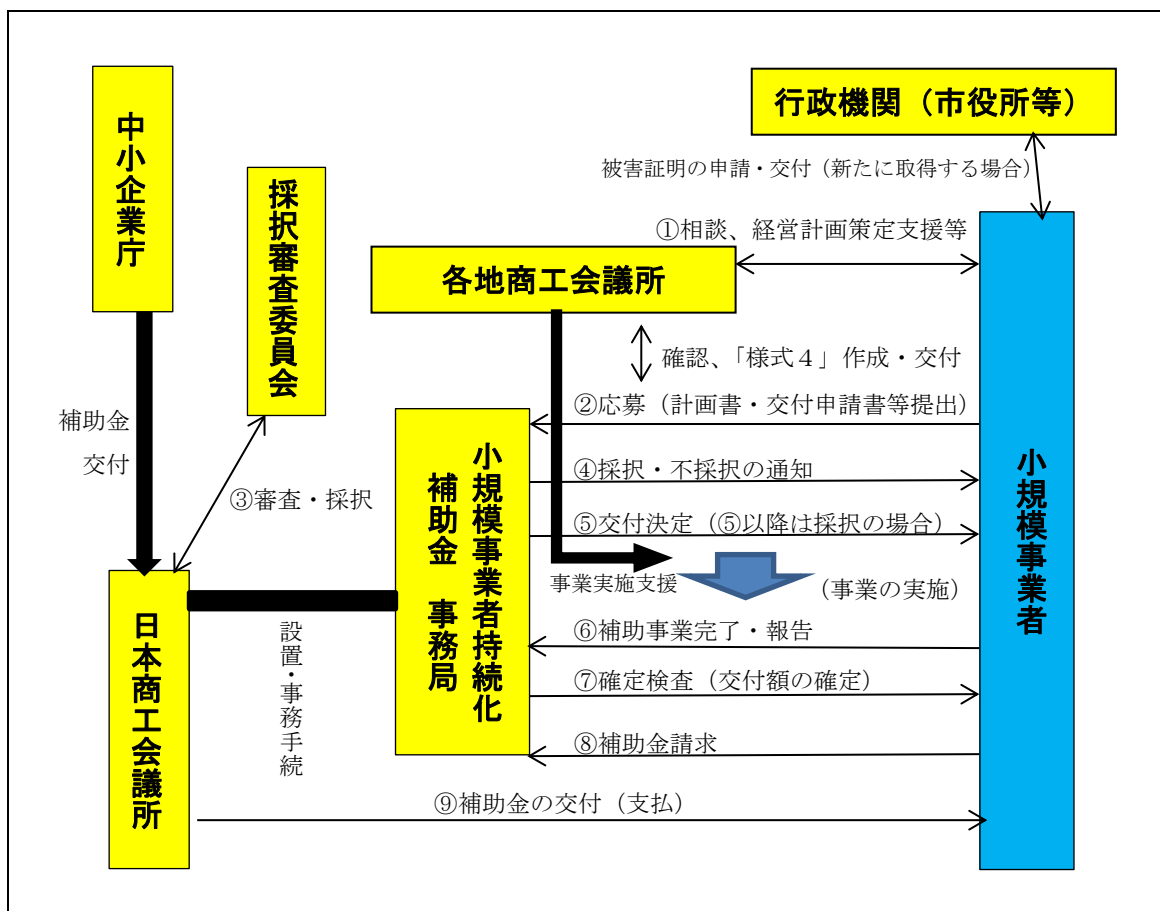 行政機関（市役所等）
中小企業庁
採択審査委員会
被害証明の申請・交付（新たに取得する場合）
①相談、経営計画策定支援等
各地商工会議所
確認、「様式４」作成・交付
②応募（計画書・交付申請書等提出）
補助金
交付
③審査・採択
④採択・不採択の通知
⑤交付決定（⑤以降は採択の場合）
小規模事業者持続化
補助金　事務局
小規模事業者
事業実施支援
（事業の実施）
日本商工会議所
設置・事務手続
⑥補助事業完了・報告
⑦確定検査（交付額の確定）
⑧補助金請求
⑨補助金の交付（支払）